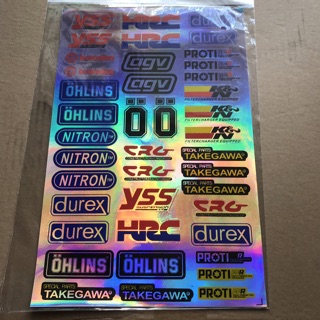 YSS HRC durex
YSS HRC durex
agv PROTI
agv PROTI
ÖHLINS K&N
FILTERCHARGER EQUIPPED
ÖHLINS 00 K&N
FILTERCHARGER EQUIPPED
NITRON CRG SPECIAL PARTS
TAKEGAWA
NITRON CRG SPECIAL PARTS
TAKEGAWA
NITRON
durex YSS CRG
durex HRC durex
ÖHLINS ÖHLINS PROTI
PROTI
SPECIAL PARTS SPECIAL PARTS
TAKEGAWA TAKEGAWA PROTI